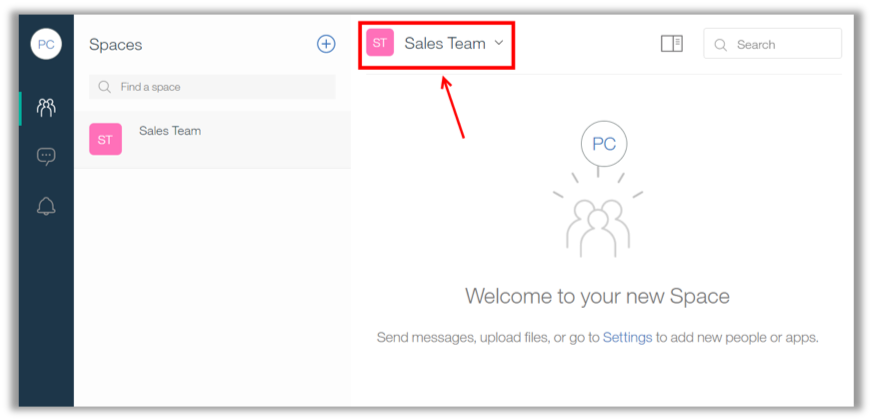 PC
Spaces
Find a space
ST
Sales Team
ST
Sales Team
Search
PC
Welcome to your new Space
Send messages, upload files, or go to Settings to add new people or apps.